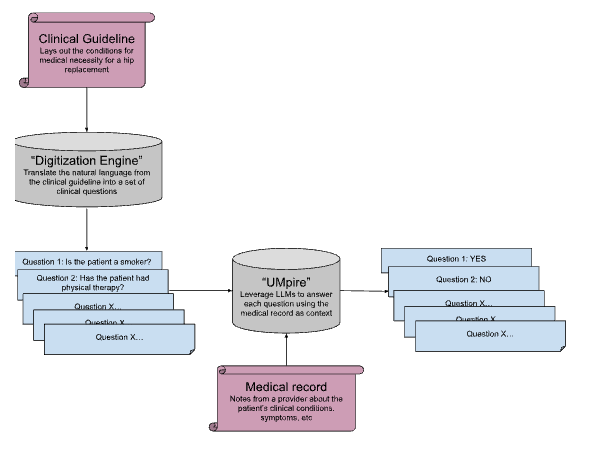 Clinical Guideline
Lays out the conditions for
medical necessity for a hip
replacement
“Digitization Engine”
Translate the natural language from
the clinical guideline into a set of
clinical questions
Question 1: Is the patient a smoker?
Question 2: Has the patient had
physical therapy?
Question X...
Question X
Question X...
“UMpire”
Leverage LLMs to answer
each question using the
medical record as context
Question 1: YES
Question 2: NO
Question X...
Question X
Question X...
Medical record
Notes from a provider about the
patient's clinical conditions.
symptoms, etc